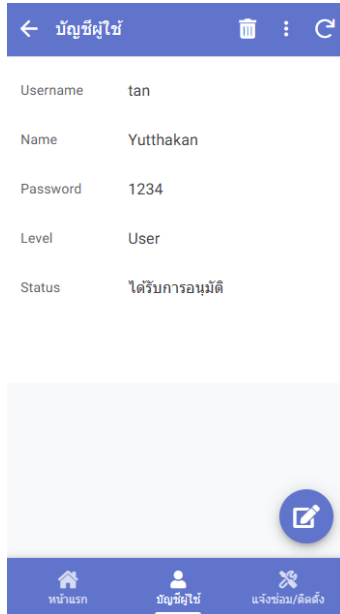 บัญชีผู้ใช้
Username tan
Name Yutthakan
Password 1234
Level User
Status ได้รับการอนุมัติ
หน้าแรก บัญชีผู้ใช้ แจ้งซ่อม/ติดตั้ง